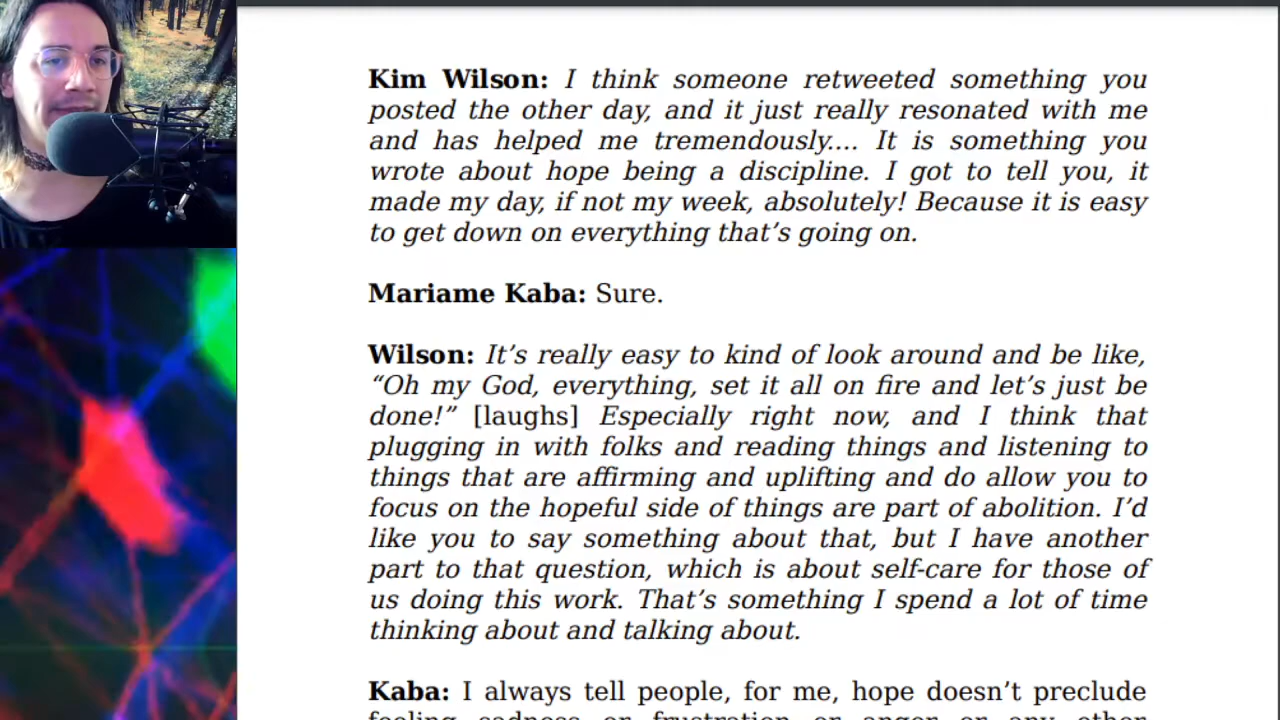 Kim Wilson: I think someone retweeted something you
posted the other day, and it just really resonated with me
and has helped me tremendously.... It is something you
wrote about hope being a discipline. I got to tell you, it
made my day, if not my week, absolutely! Because it is easy
to get down on everything that’s going on.
Mariame Kaba: Sure.
Wilson: It’s really easy to kind of look around and be like,
“Oh my God, everything, set it all on fire and let’s just be
done!” [laughs] Especially right now, and I think that
plugging in with folks and reading things and listening to
things that are affirming and uplifting and do allow you to
focus on the hopeful side of things are part of abolition. I’d
like you to say something about that, but I have another
part to that question, which is about self-care for those of
us doing this work. That’s something I spend a lot of time
thinking about and talking about.
Kaba: I always tell people, for me, hope doesn’t preclude
feeling sadness or frustration or anger or any other